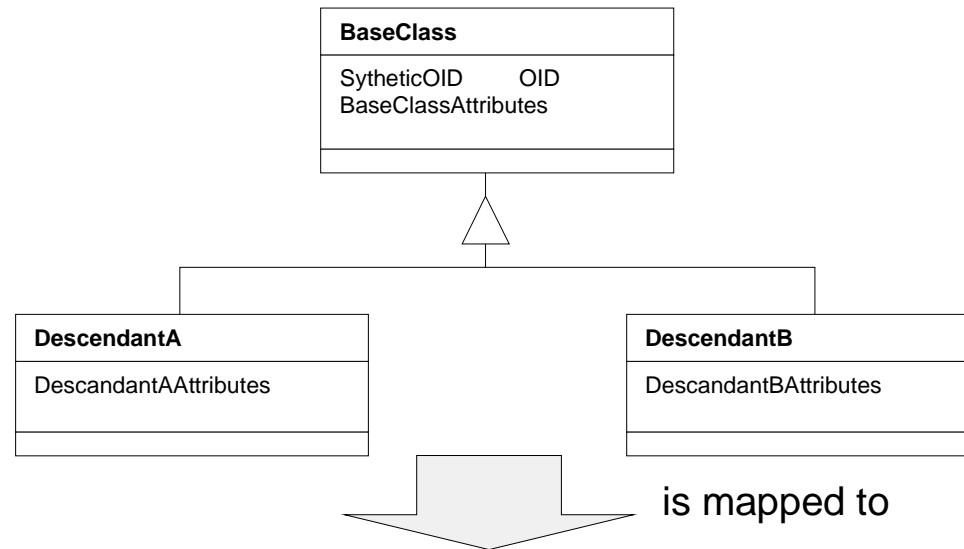 BaseClass
SytheticOID OID
BaseClassAttributes
DescendantA
DescandantAAttributes
DescendantB
DescandantBAttributes
is mapped to